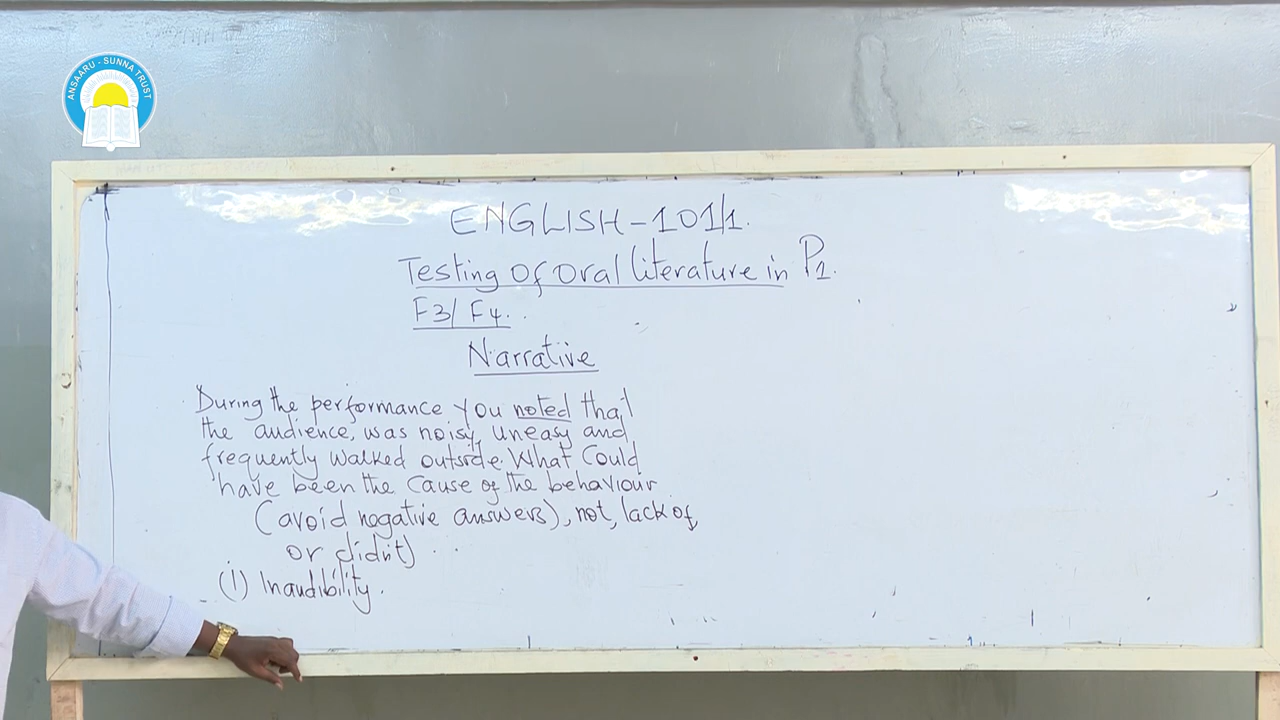 ANSAARU - SUNNA TRUST
ENGLISH - 101/1.
Testing of oral literature in P1.
F3/ F4..
Narrative
During the performance you noted that
the audience, was noisy, uneasy and
frequently walked outside. What could
have been the cause of the behaviour
(avoid negative answers), not, lack of,
or didn't) ..
(i) Inaudibility.